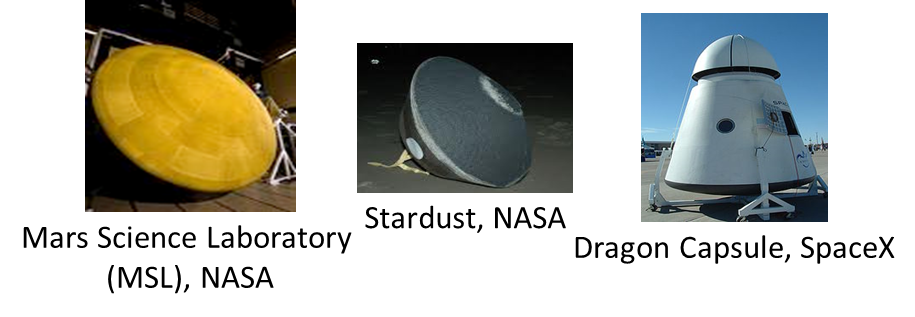 Mars Science Laboratory
(MSL), NASA
Stardust, NASA
Dragon Capsule, SpaceX